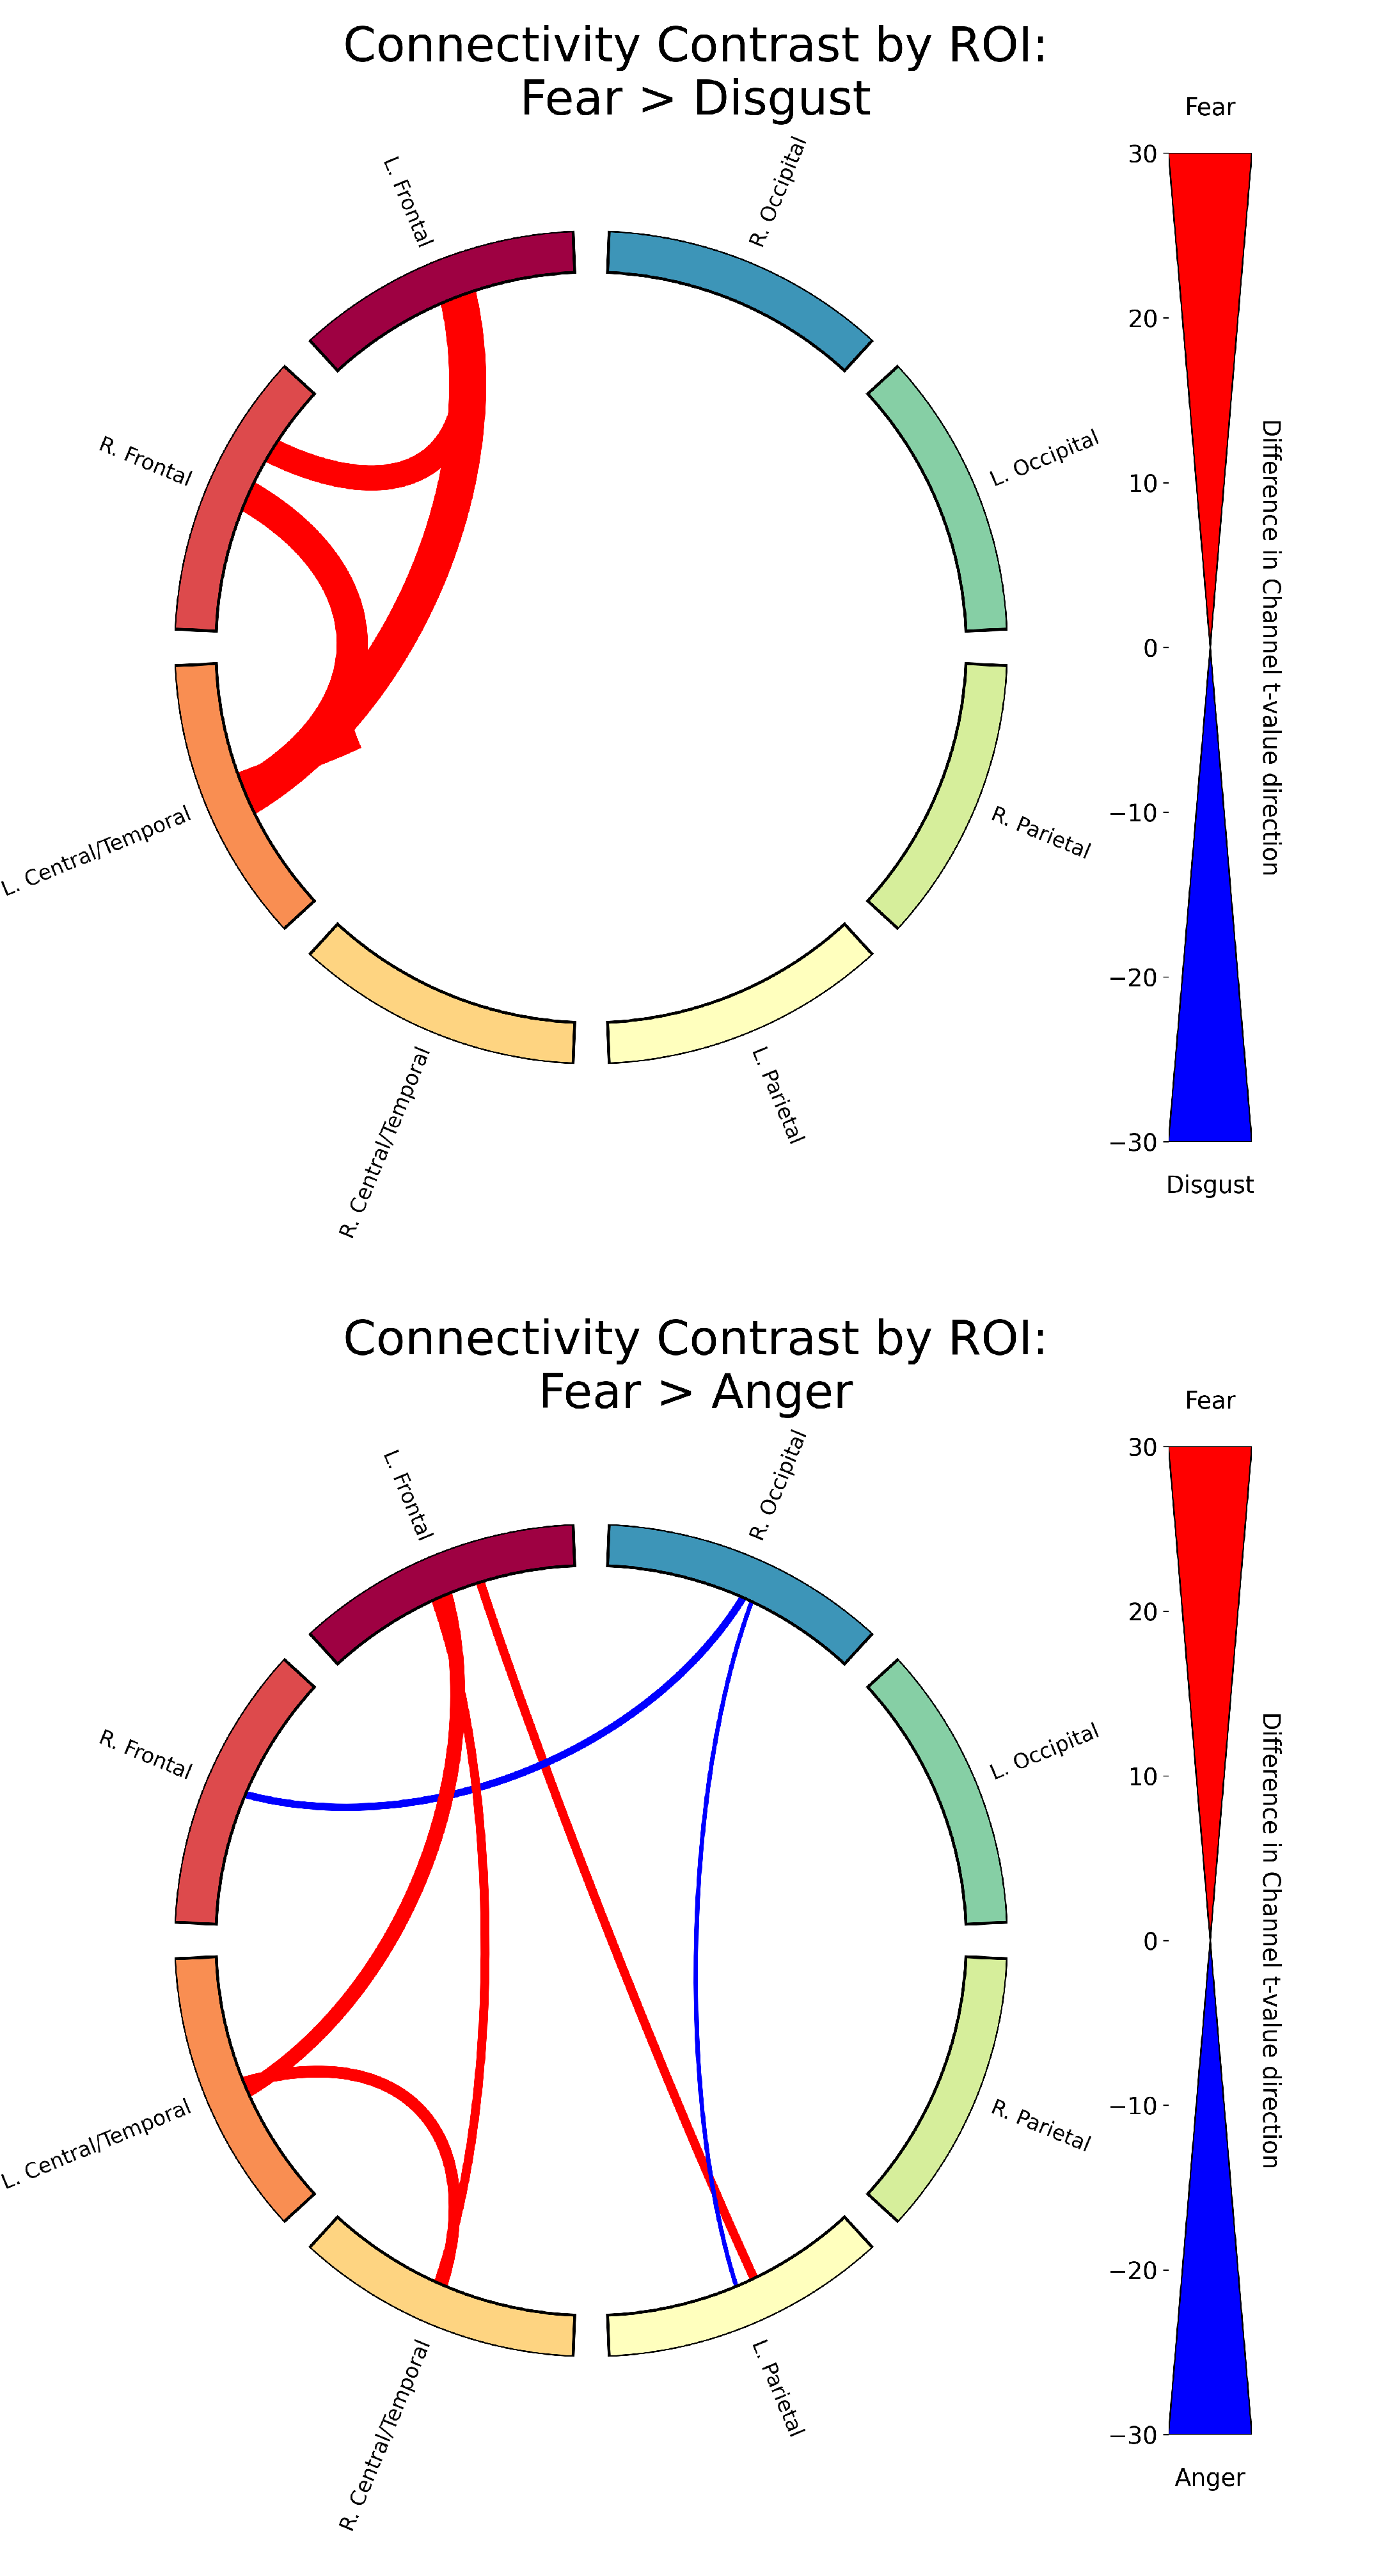 Connectivity Contrast by ROI:
Fear > Disgust
L. Frontal
R. Occipital
R. Frontal
L. Occipital
L. Central/Temporal
R. Parietal
R. Central/Temporal
L. Parietal
Fear
30
20
10
0
−10
−20
−30
Disgust
Difference in Channel t-value direction
Connectivity Contrast by ROI:
Fear > Anger
L. Frontal
R. Occipital
R. Frontal
L. Occipital
L. Central/Temporal
R. Parietal
R. Central/Temporal
L. Parietal
Fear
30
20
10
0
−10
−20
−30
Anger
Difference in Channel t-value direction